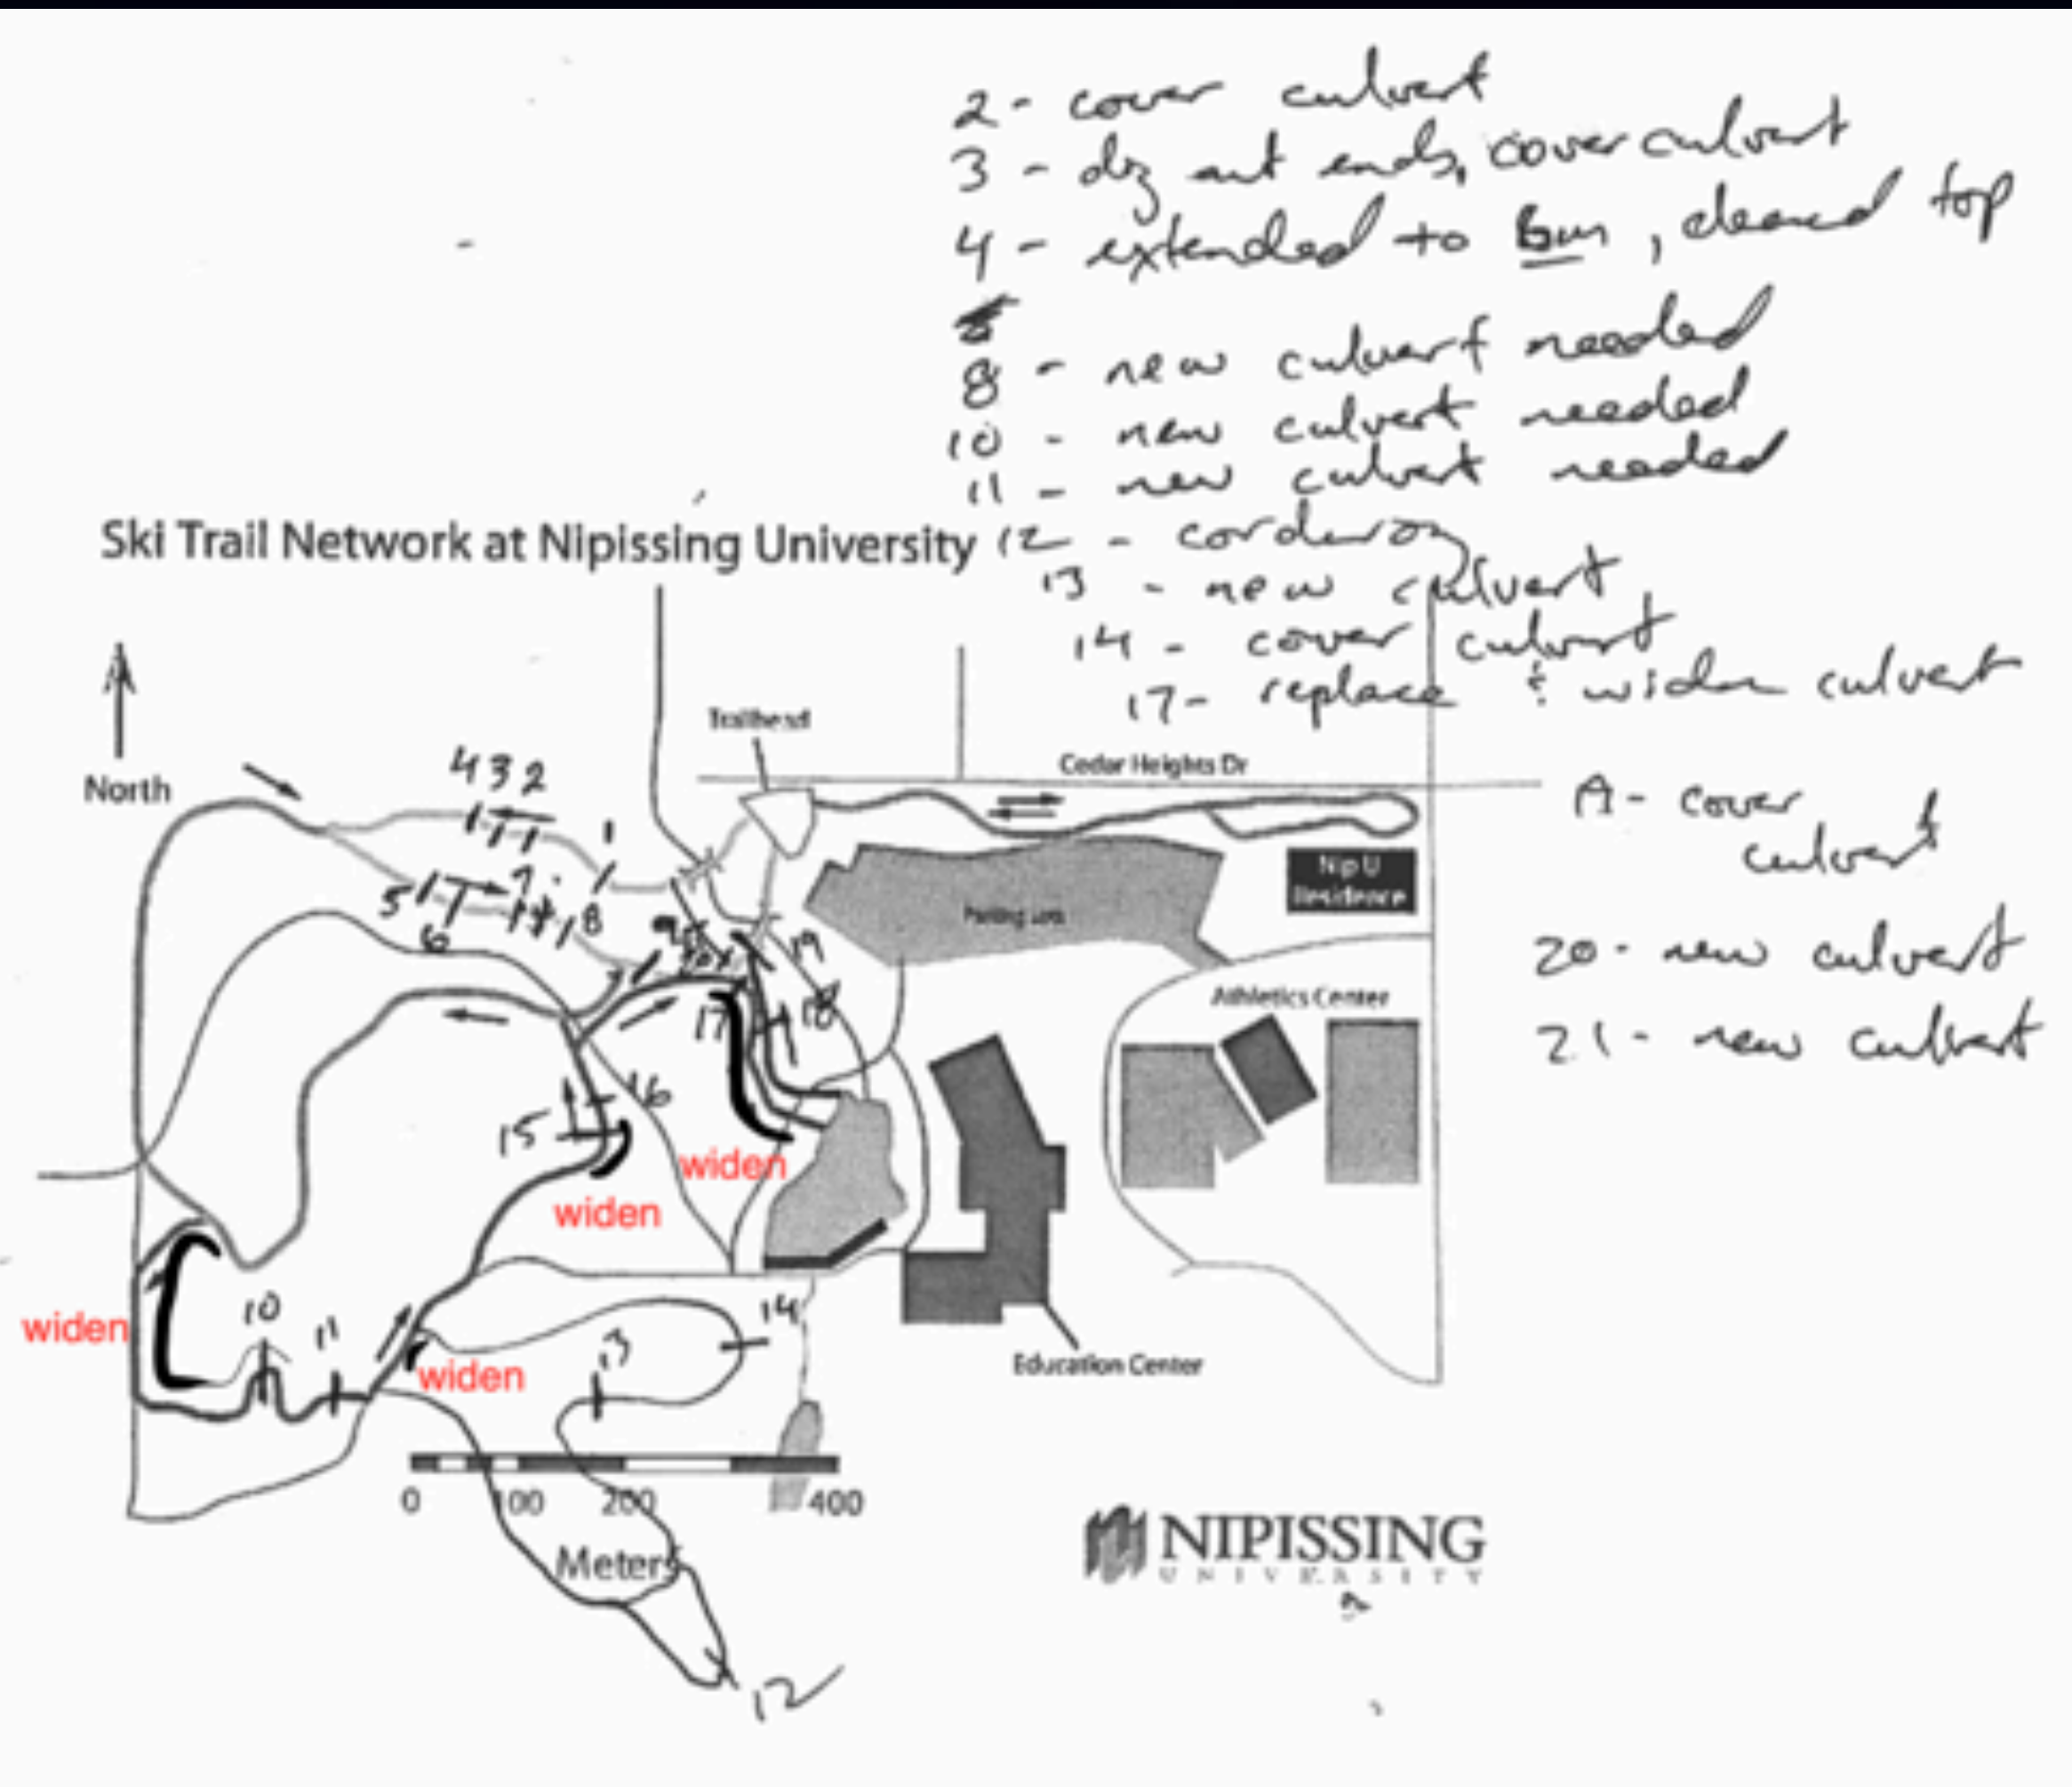 2 - cover culvert
3 - dig out ends, cover culvert
4 - extended to 6m, cleared top
8 - new culvert needed
10 - new culvert needed
11 - new culvert needed
Ski Trail Network at Nipissing University
12 - corduroy
13 - new culvert
14 - cover culvert
17 - replace & widen culvert
Trailhead
Cedar Heights Dr
North
4 3 2
A - cover
culvert
1
Nip U
Residence
5
7
Parking Lots
6
8
9
19
20 - new culvert
Athletics Center
17
18
21 - new culvert
16
15
widen
widen
10
14
widen
11
13
widen
Education Center
0 100 200 400
Meters
NIPISSING
UNIVERSITY
12